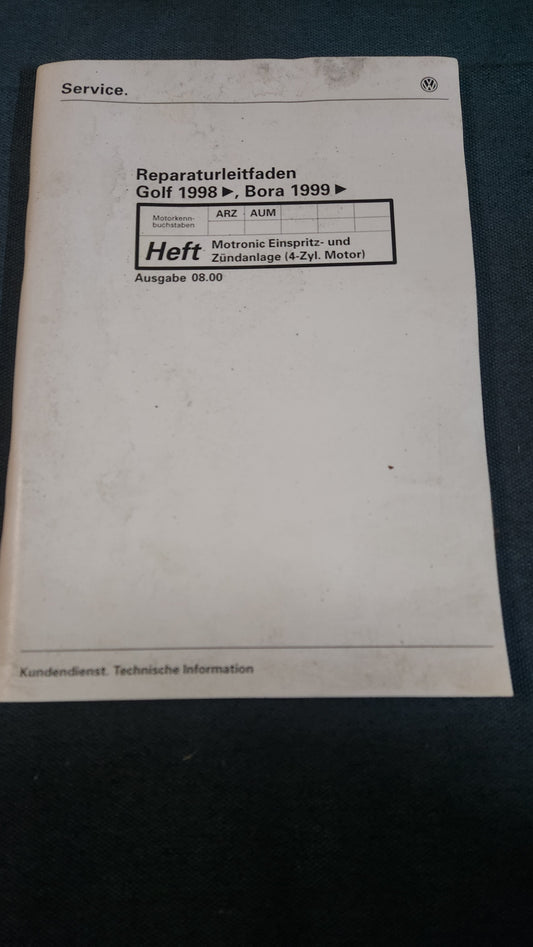 Service.
Reparaturleitfaden
Golf 1998 ►, Bora 1999 ►
Motorkenn-
buchstaben
ARZ AUM
Heft
Motronic Einspritz- und
Zündanlage (4-Zyl. Motor)
Ausgabe 08.00
Kundendienst. Technische Information